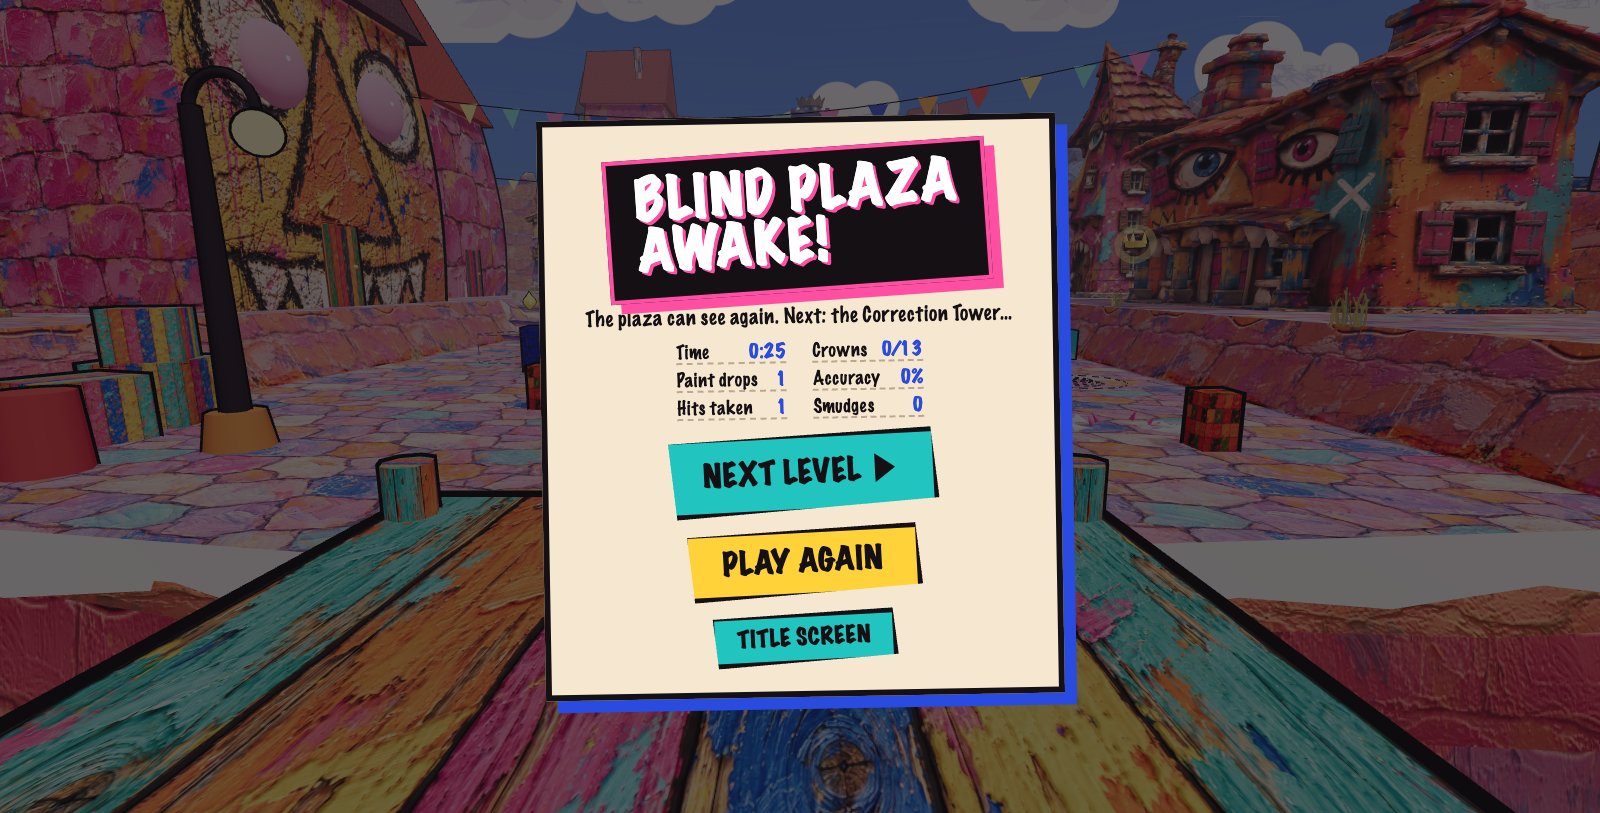 BLIND PLAZA
AWAKE!
The plaza can see again. Next: the Correction Tower...
Time 0:25
Crowns 0/13
Paint drops 1
Accuracy 0%
Hits taken 1
Smudges 0
NEXT LEVEL ▶
PLAY AGAIN
TITLE SCREEN